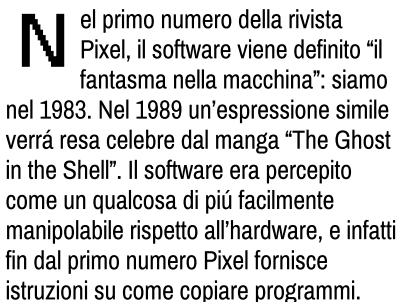 Nel primo numero della rivista
Pixel, il software viene definito “il
fantasma nella macchina”: siamo
nel 1983. Nel 1989 un’espressione simile
verrá resa celebre dal manga “The Ghost
in the Shell”. Il software era percepito
come un qualcosa di piú facilmente
manipolabile rispetto all’hardware, e infatti
fin dal primo numero Pixel fornisce
istruzioni su come copiare programmi.